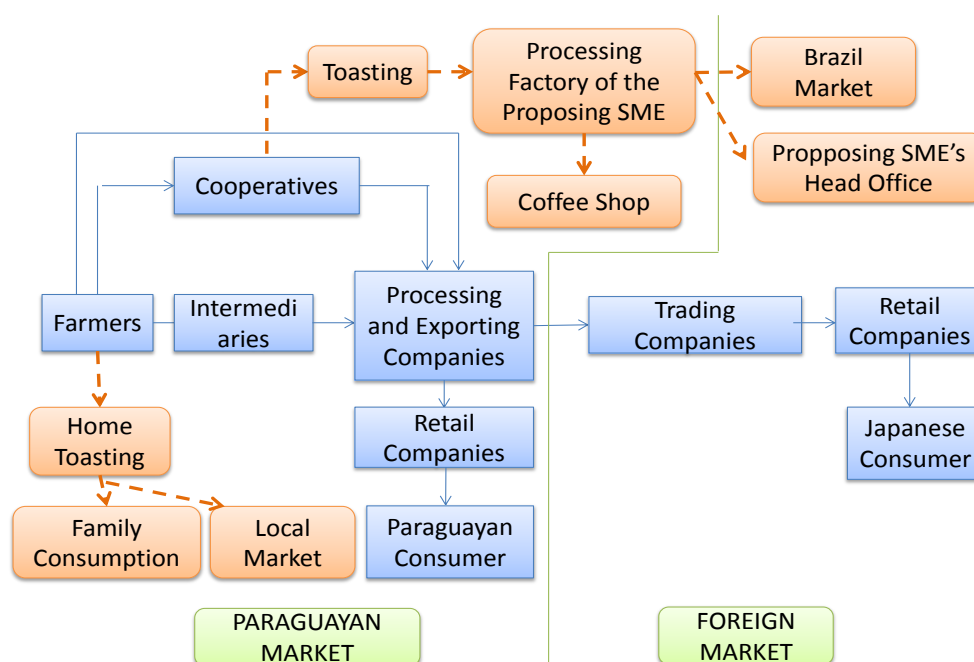 Toasting
Processing
Factory of the
Proposing SME
Brazil
Market
Propposing SME's
Head Office
Cooperatives
Coffee Shop
Farmers
Intermedi
aries
Processing
and Exporting
Companies
Trading
Companies
Retail
Companies
Home
Toasting
Retail
Companies
Japanese
Consumer
Family
Consumption
Local
Market
Paraguayan
Consumer
PARAGUAYAN
MARKET
FOREIGN
MARKET